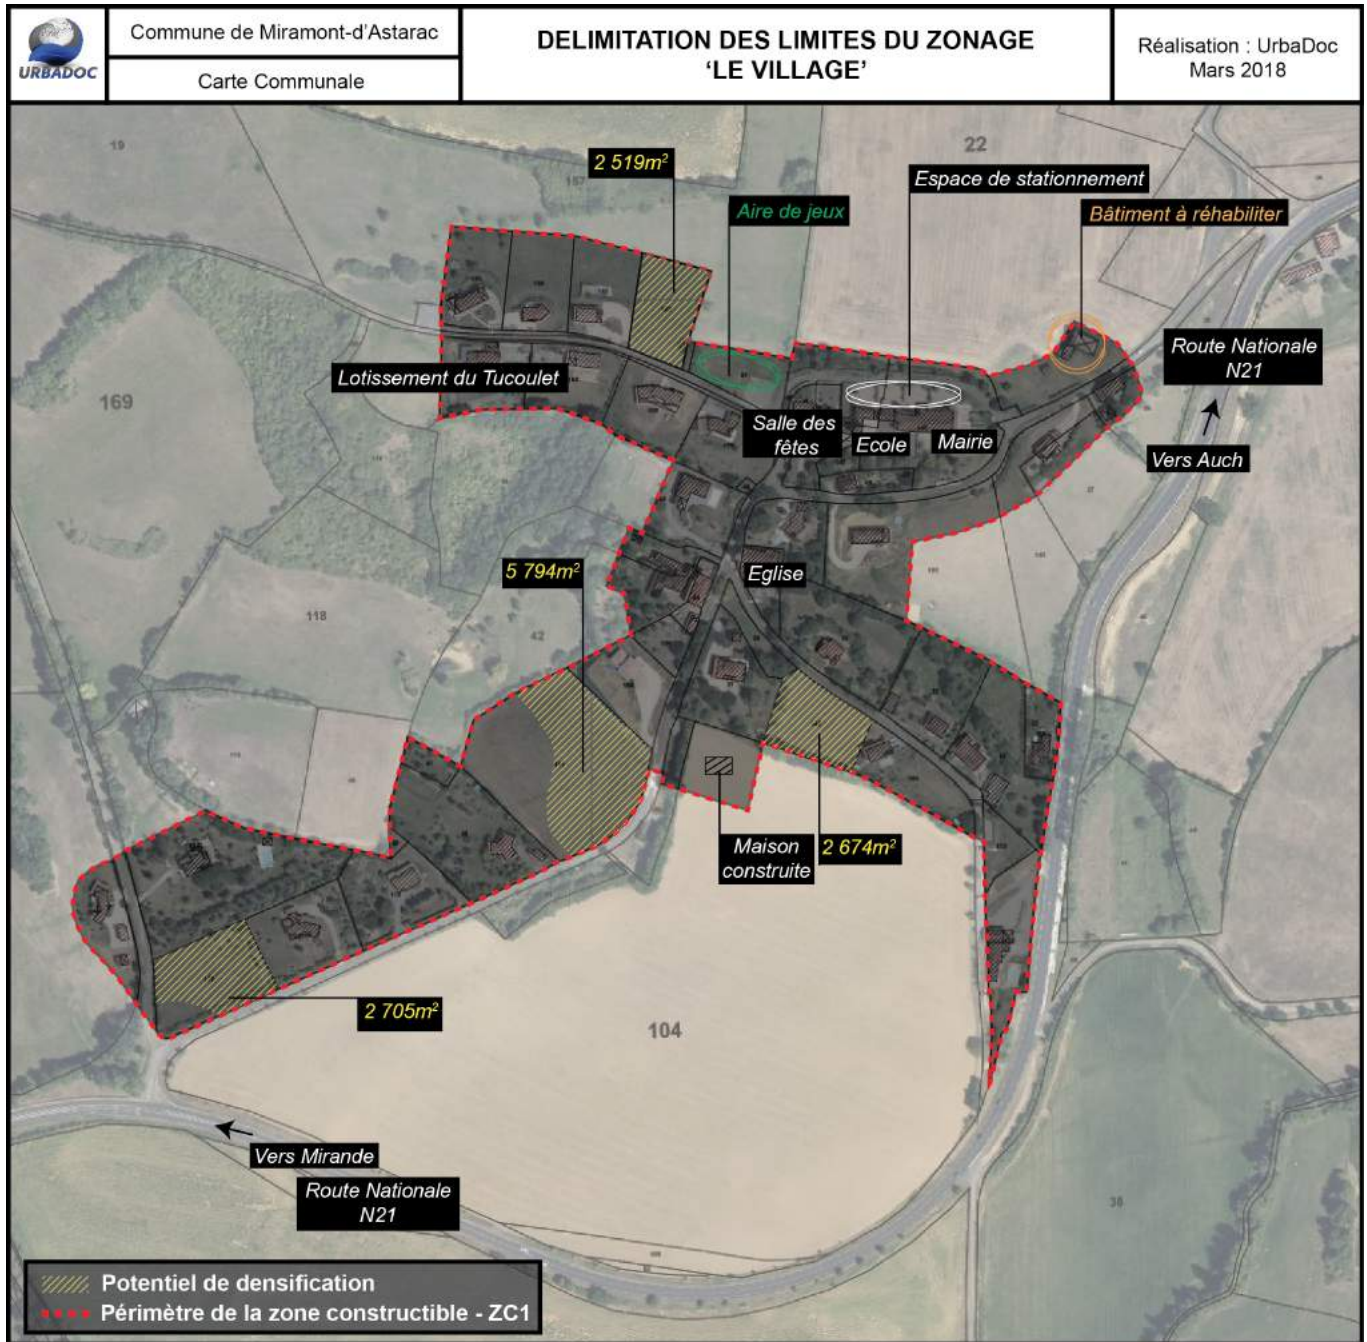 URBADOC
Commune de Miramont-d'Astarac
Carte Communale
DELIMITATION DES LIMITES DU ZONAGE
'LE VILLAGE'
Réalisation : UrbaDoc
Mars 2018
19
22
157
2 519m²
Espace de stationnement
Aire de jeux
Bâtiment à réhabiliter
Route Nationale
N21
Lotissement du Tucoulet
169
Salle des
fêtes
Ecole
Mairie
Vers Auch
5 794m²
Eglise
118
42
Maison
construite
2 674m²
2 705m²
104
Vers Mirande
Route Nationale
N21
38
Potentiel de densification
Périmètre de la zone constructible - ZC1